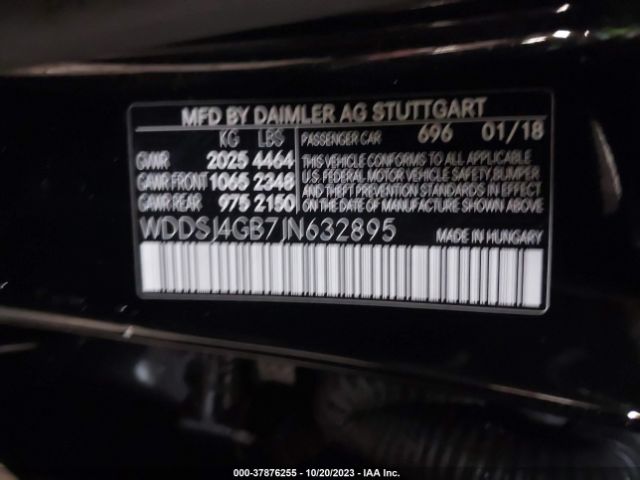 MFD BY DAIMLER AG STUTTGART
KG LBS PASSENGER CAR 696 01/18
GVWR 2025 4464 THIS VEHICLE CONFORMS TO ALL APPLICABLE
GAWR FRONT 1065 2348 U.S. FEDERAL MOTOR VEHICLE SAFETY, BUMPER
GAWR REAR 975 2150 AND THEFT PREVENTION STANDARDS IN EFFECT
ON THE DATE OF MANUFACTURE SHOWN ABOVE
WDDSJ4GB7JN632895 MADE IN HUNGARY
000-37876255 - 10/20/2023 - IAA Inc.